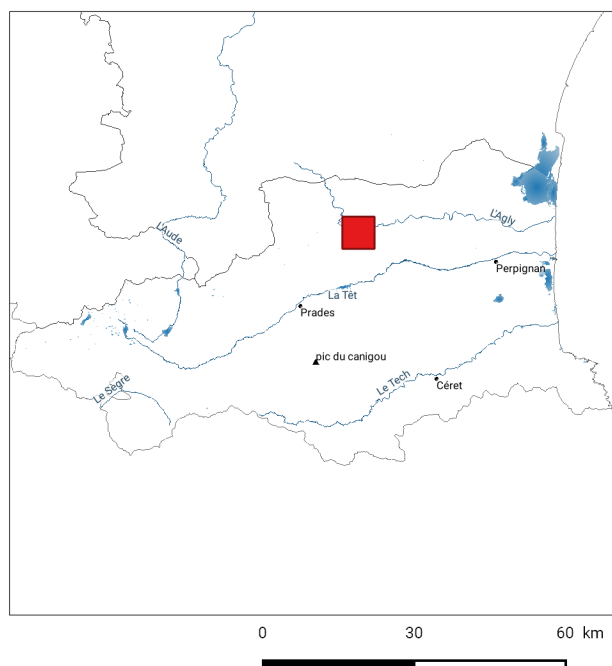 L'Agly
L'Aude
Perpignan
La Têt
Prades
pic du canigou
Le Tech
Céret
Le Sègre
0 30 60 km